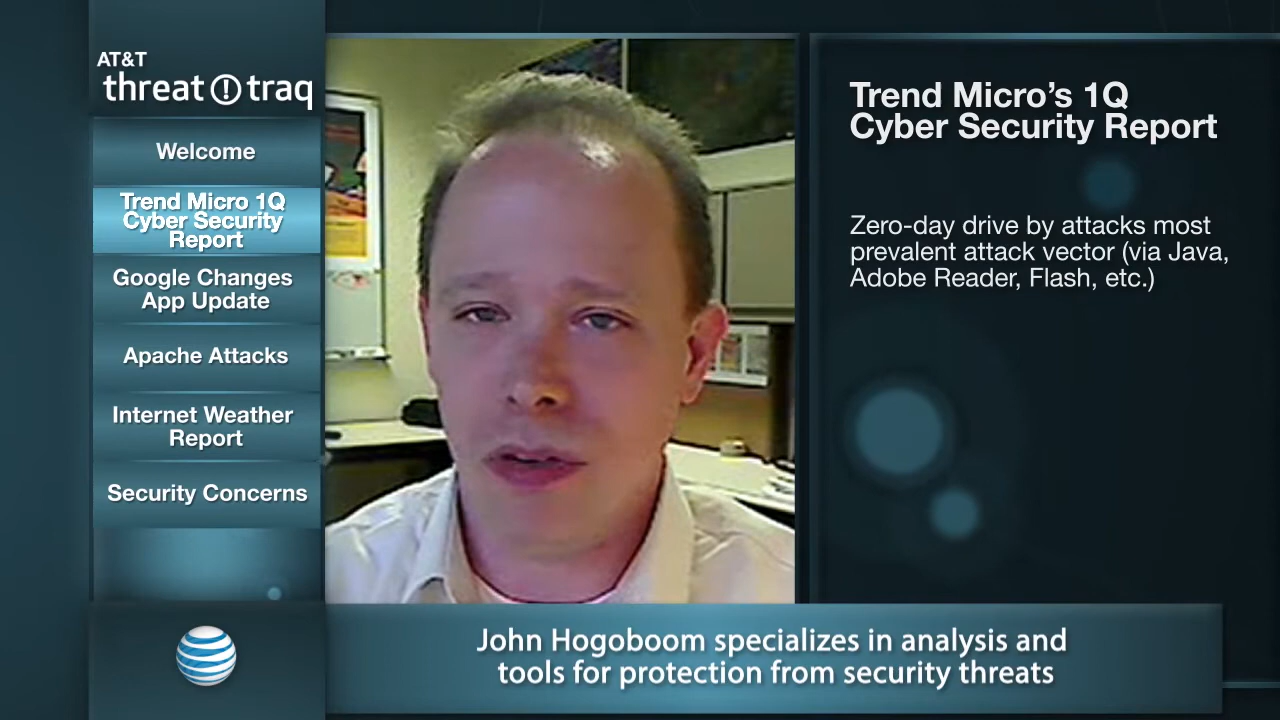 AT&T
threat ! traq
Welcome
Trend Micro 1Q
Cyber Security
Report
Google Changes
App Update
Apache Attacks
Internet Weather
Report
Security Concerns
Trend Micro’s 1Q
Cyber Security Report
Zero-day drive by attacks most
prevalent attack vector (via Java,
Adobe Reader, Flash, etc.)
John Hogoboom specializes in analysis and
tools for protection from security threats